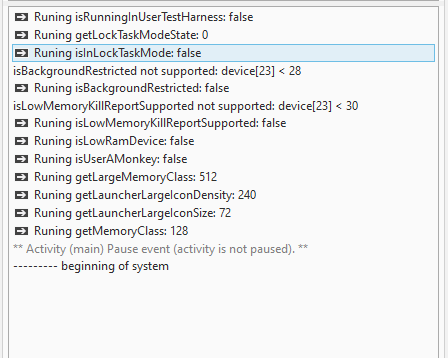 Runing isRunningInUserTestHarness: false
Runing getLockTaskModeState: 0
Runing isInLockTaskMode: false
isBackgroundRestricted not supported: device[23] < 28
Runing isBackgroundRestricted: false
isLowMemoryKillReportSupported not supported: device[23] < 30
Runing isLowMemoryKillReportSupported: false
Runing isLowRamDevice: false
Runing isUserAMonkey: false
Runing getLargeMemoryClass: 512
Runing getLauncherLargeIconDensity: 240
Runing getLauncherLargeIconSize: 72
Runing getMemoryClass: 128
** Activity (main) Pause event (activity is not paused). **
--------- beginning of system